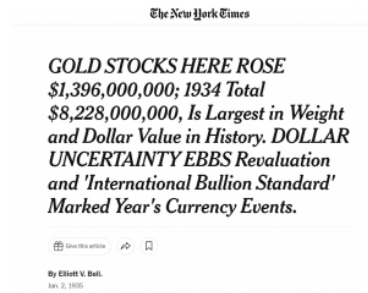 The New York Times
GOLD STOCKS HERE ROSE
$1,396,000,000; 1934 Total
$8,228,000,000, Is Largest in Weight
and Dollar Value in History. DOLLAR
UNCERTAINTY EBBS Revaluation
and 'International Bullion Standard'
Marked Year's Currency Events.
Give this article
By Elliott V. Bell.
Jan. 2, 1935